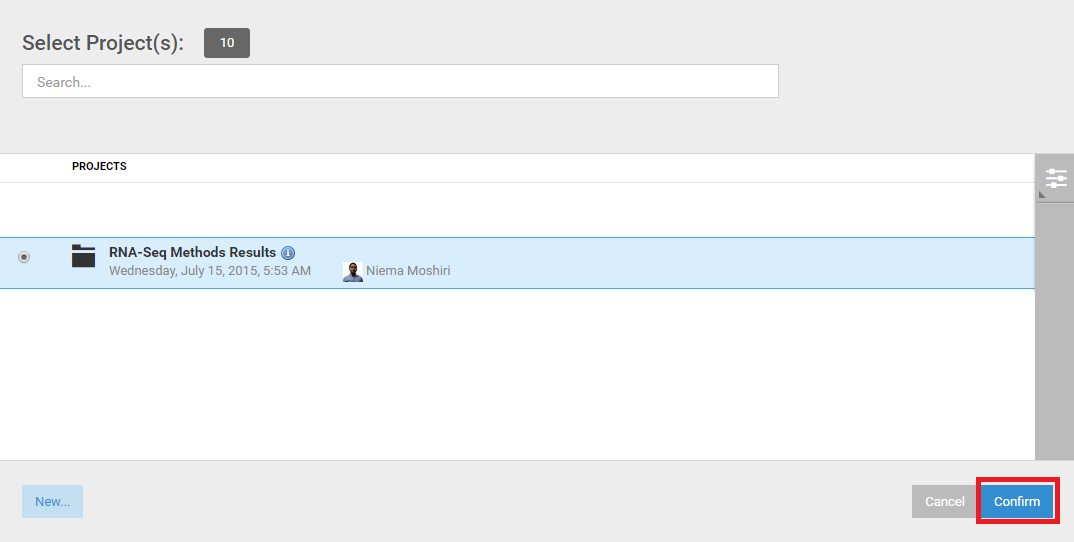 Select Project(s): 10
Search...
PROJECTS
RNA-Seq Methods Results
Wednesday, July 15, 2015, 5:53 AM Niema Moshiri
New... Cancel Confirm